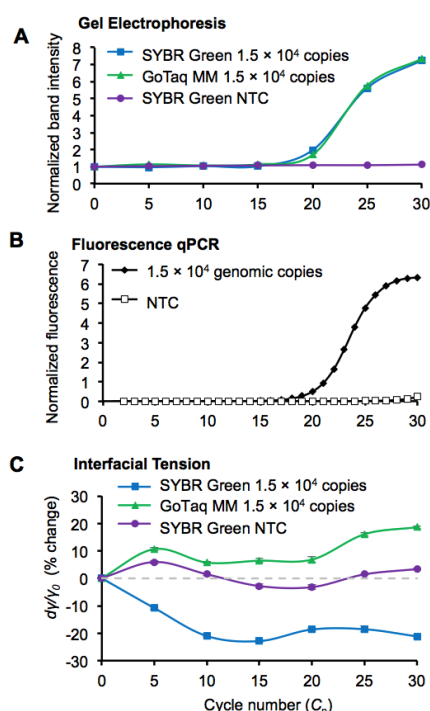 A
Gel Electrophoresis
Normalized band intensity
8
7
6
5
4
3
2
1
0
SYBR Green 1.5 × 10⁴ copies
GoTaq MM 1.5 × 10⁴ copies
SYBR Green NTC
0 5 10 15 20 25 30
B
Fluorescence qPCR
Normalized fluorescence
7
6
5
4
3
2
1
0
1.5 × 10⁴ genomic copies
NTC
0 5 10 15 20 25 30
C
Interfacial Tension
SYBR Green 1.5 × 10⁴ copies
GoTaq MM 1.5 × 10⁴ copies
SYBR Green NTC
dγ/γ₀ (% change)
30
20
10
0
-10
-20
-30
0 5 10 15 20 25 30
Cycle number (Cₙ)